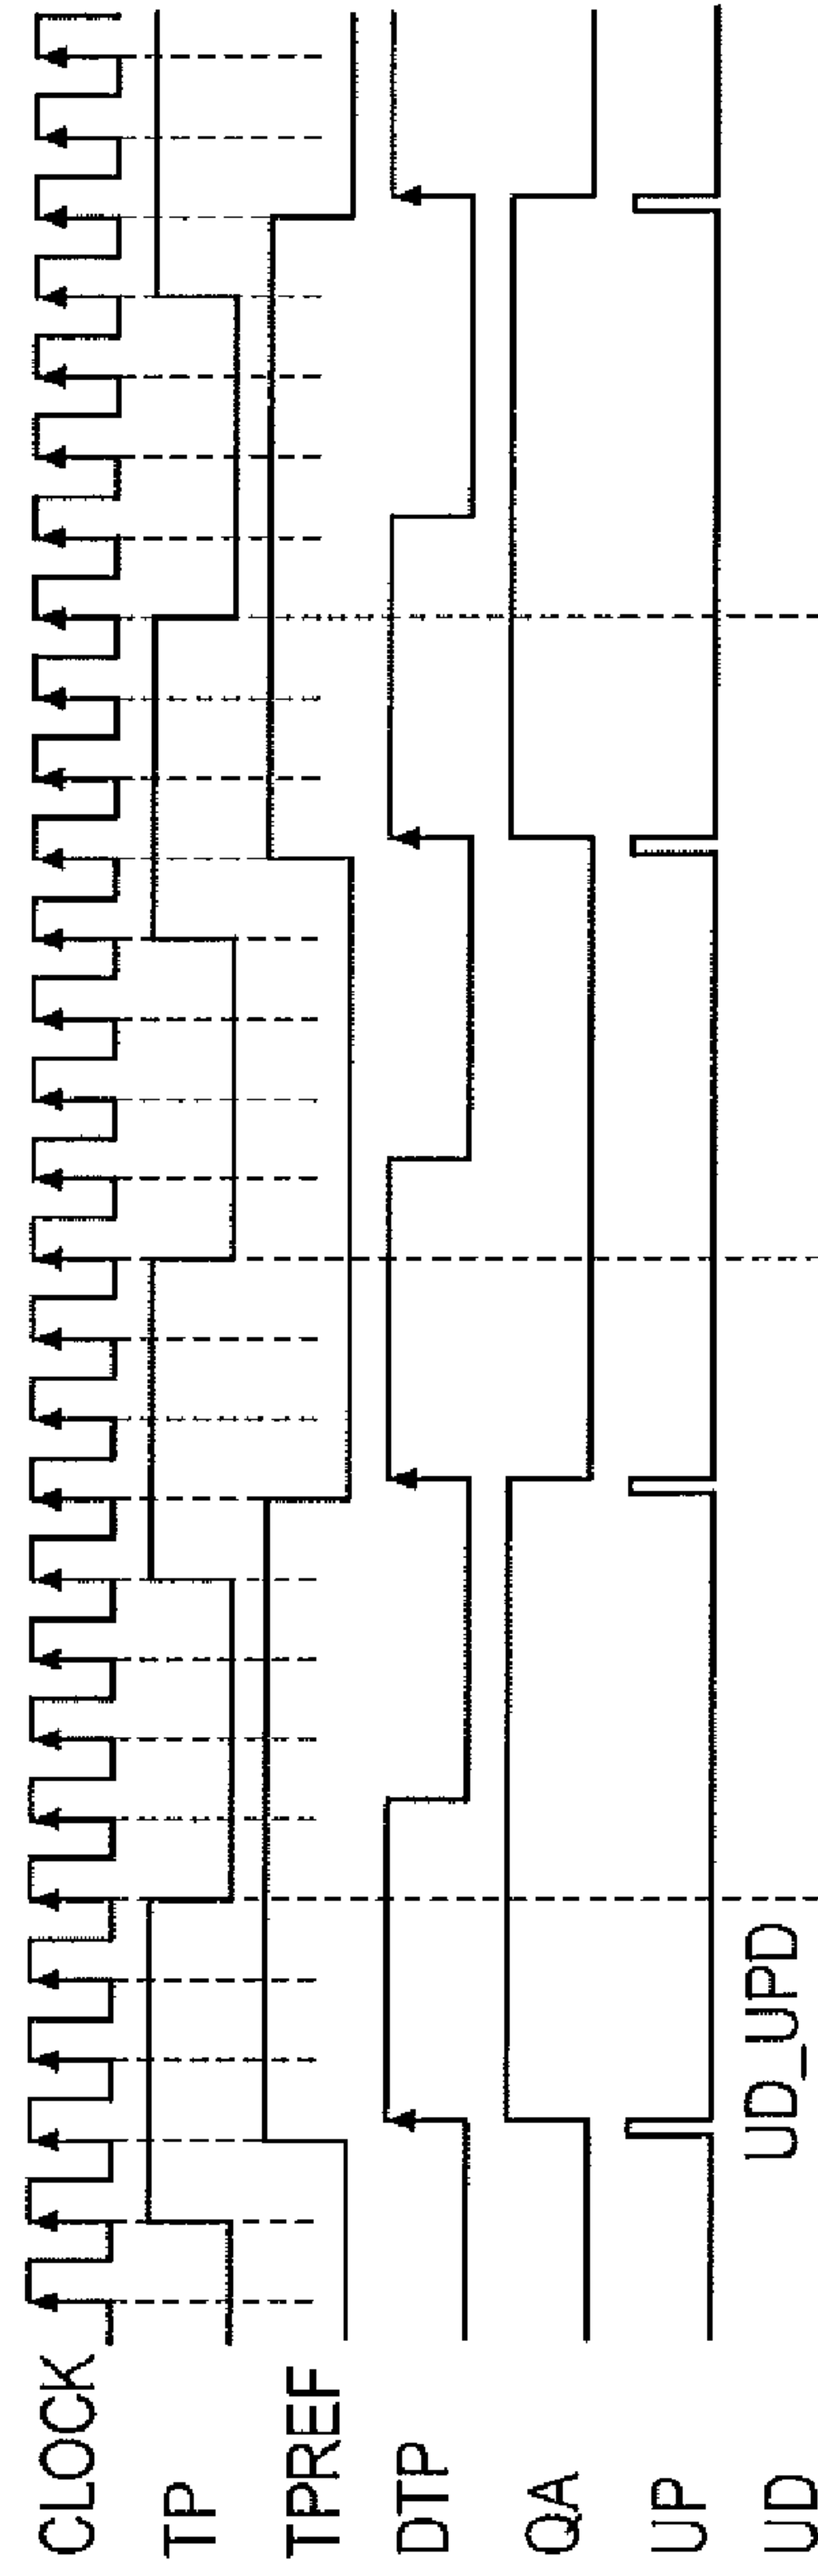 CLOCK
TP
TPREF
DTP
QA
UP
UD
UD_UPD